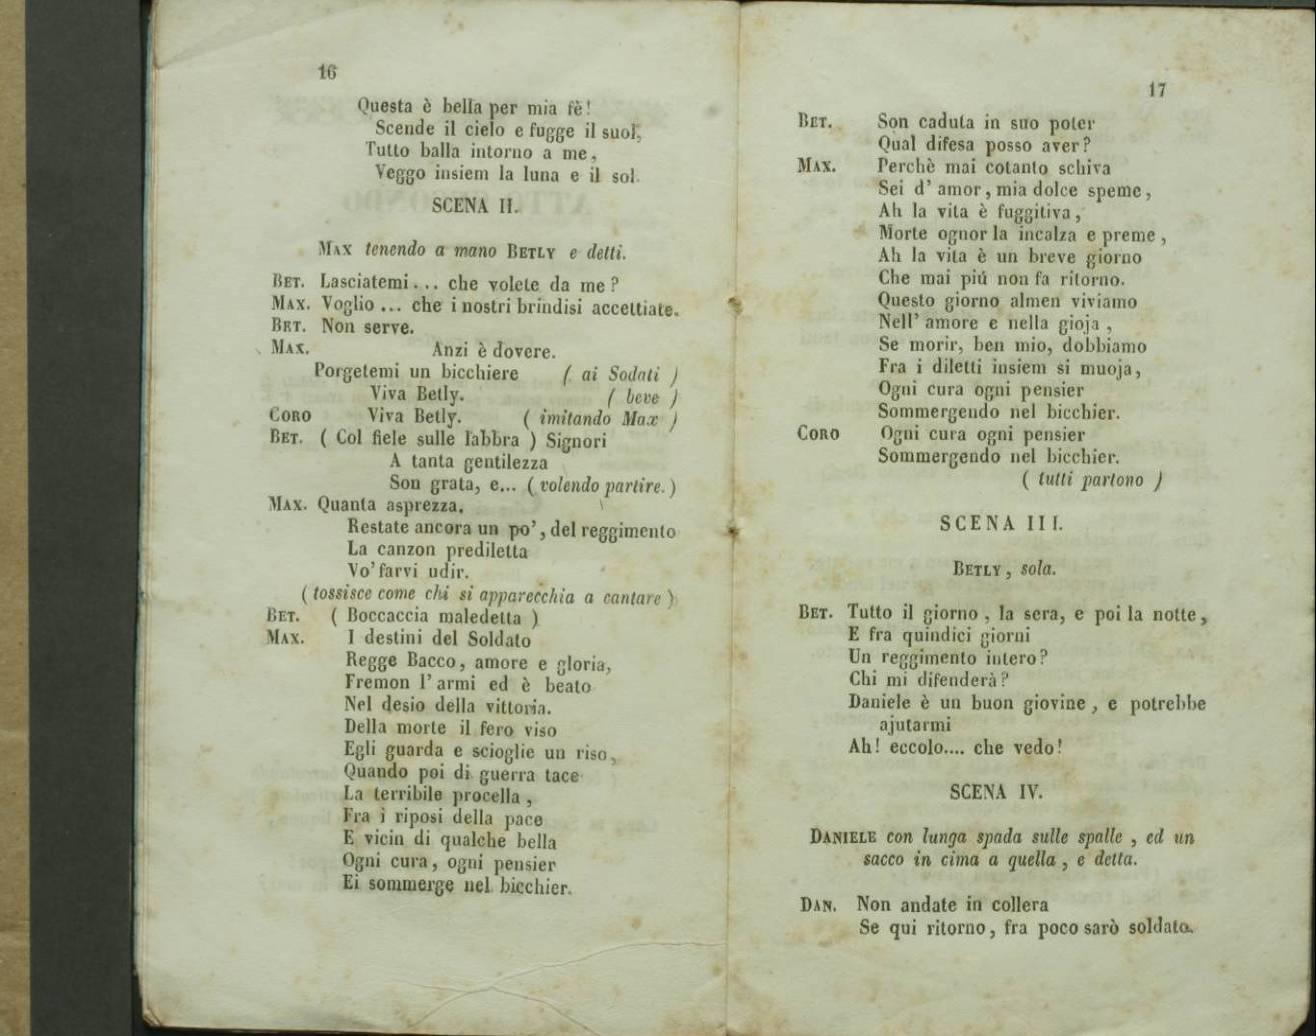 16
Questa è bella per mia fè!
Scende il cielo e fugge il suol,
Tutto balla intorno a me,
Veggo insiem la luna e il sol.
SCENA II.
MAX tenendo a mano BETLY e detti.
BET. Lasciatemi... che volete da me?
MAX. Voglio ... che i nostri brindisi accettiate.
BET. Non serve.
MAX. Anzi è dovere.
Porgetemi un bicchiere ( ai Sodati )
Viva Betly. ( beve )
CORO Viva Betly. ( imitando Max )
BET. ( Col fiele sulle labbra ) Signori
A tanta gentilezza
Son grata, e... ( volendo partire. )
MAX. Quanta asprezza.
Restate ancora un po', del reggimento
La canzon prediletta
Vo' farvi udir.
( tossisce come chi si apparecchia a cantare )
BET. ( Boccaccia maledetta )
MAX. I destini del Soldato
Regge Bacco, amore e gloria,
Fremon l'armi ed è beato
Nel desio della vittoria.
Della morte il fero viso
Egli guarda e scioglie un riso,
Quando poi di guerra tace
La terribile procella,
Fra i riposi della pace
E vicin di qualche bella
Ogni cura, ogni pensier
Ei sommerge nel bicchier.
17
BET. Son caduta in suo poter
Qual difesa posso aver?
MAX. Perchè mai cotanto schiva
Sei d'amor, mia dolce speme,
Ah la vita è fuggitiva,
Morte ognor la incalza e preme,
Ah la vita è un breve giorno
Che mai più non fa ritorno.
Questo giorno almen viviamo
Nell'amore e nella gioja,
Se morir, ben mio, dobbiamo
Fra i diletti insiem si muoja,
Ogni cura ogni pensier
Sommergendo nel bicchier.
CORO Ogni cura ogni pensier
Sommergendo nel bicchier.
( tutti partono )
SCENA III.
BETLY, sola.
BET. Tutto il giorno, la sera, e poi la notte,
E fra quindici giorni
Un reggimento intero?
Chi mi difenderà?
Daniele è un buon giovine, e potrebbe
ajutarmi
Ah! eccolo.... che vedo!
SCENA IV.
DANIELE con lunga spada sulle spalle, ed un
sacco in cima a quella, e detta.
DAN. Non andate in collera
Se qui ritorno, fra poco sarò soldato.